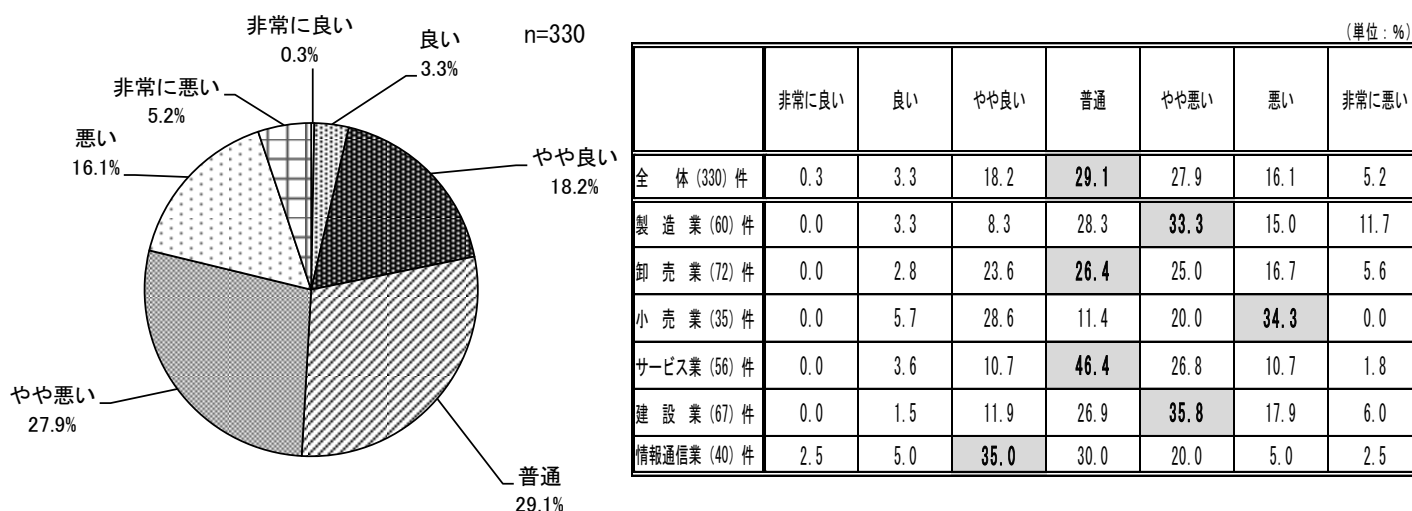 非常に良い
0.3%
良い
3.3%
n=330
やや良い
18.2%
普通
29.1%
やや悪い
27.9%
悪い
16.1%
非常に悪い
5.2%
(単位：%)
非常に良い 良い やや良い 普通 やや悪い 悪い 非常に悪い
全 体 (330) 件 0.3 3.3 18.2 29.1 27.9 16.1 5.2
製 造 業 (60) 件 0.0 3.3 8.3 28.3 33.3 15.0 11.7
卸 売 業 (72) 件 0.0 2.8 23.6 26.4 25.0 16.7 5.6
小 売 業 (35) 件 0.0 5.7 28.6 11.4 20.0 34.3 0.0
サービス業 (56) 件 0.0 3.6 10.7 46.4 26.8 10.7 1.8
建 設 業 (67) 件 0.0 1.5 11.9 26.9 35.8 17.9 6.0
情報通信業 (40) 件 2.5 5.0 35.0 30.0 20.0 5.0 2.5